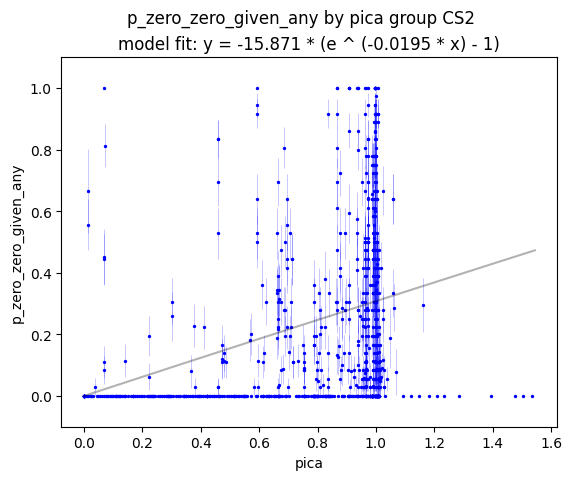 p_zero_zero_given_any by pica group CS2
model fit: y = -15.871 * (e ^ (-0.0195 * x) - 1)
1.0
0.8
0.6
0.4
0.2
0.0
p_zero_zero_given_any
0.0 0.2 0.4 0.6 0.8 1.0 1.2 1.4 1.6
pica